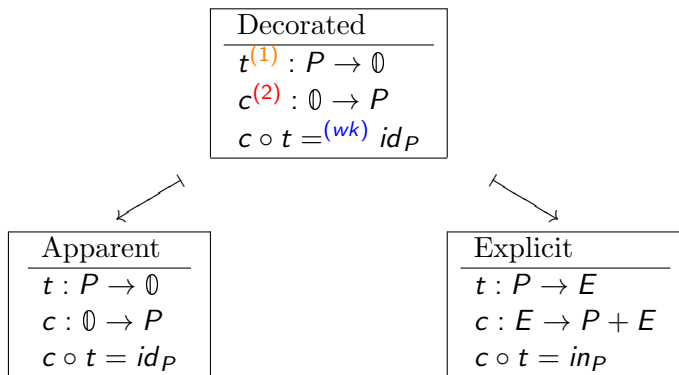 Decorated
t⁽¹⁾ : P → 𝟘
c⁽²⁾ : 𝟘 → P
c ∘ t =⁽ʷᵏ⁾ id_P
Apparent
t : P → 𝟘
c : 𝟘 → P
c ∘ t = id_P
Explicit
t : P → E
c : E → P + E
c ∘ t = in_P